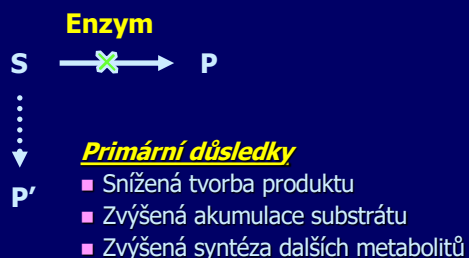 Enzym
S P
P’
Primární důsledky
Snížená tvorba produktu
Zvýšená akumulace substrátu
Zvýšená syntéza dalších metabolitů